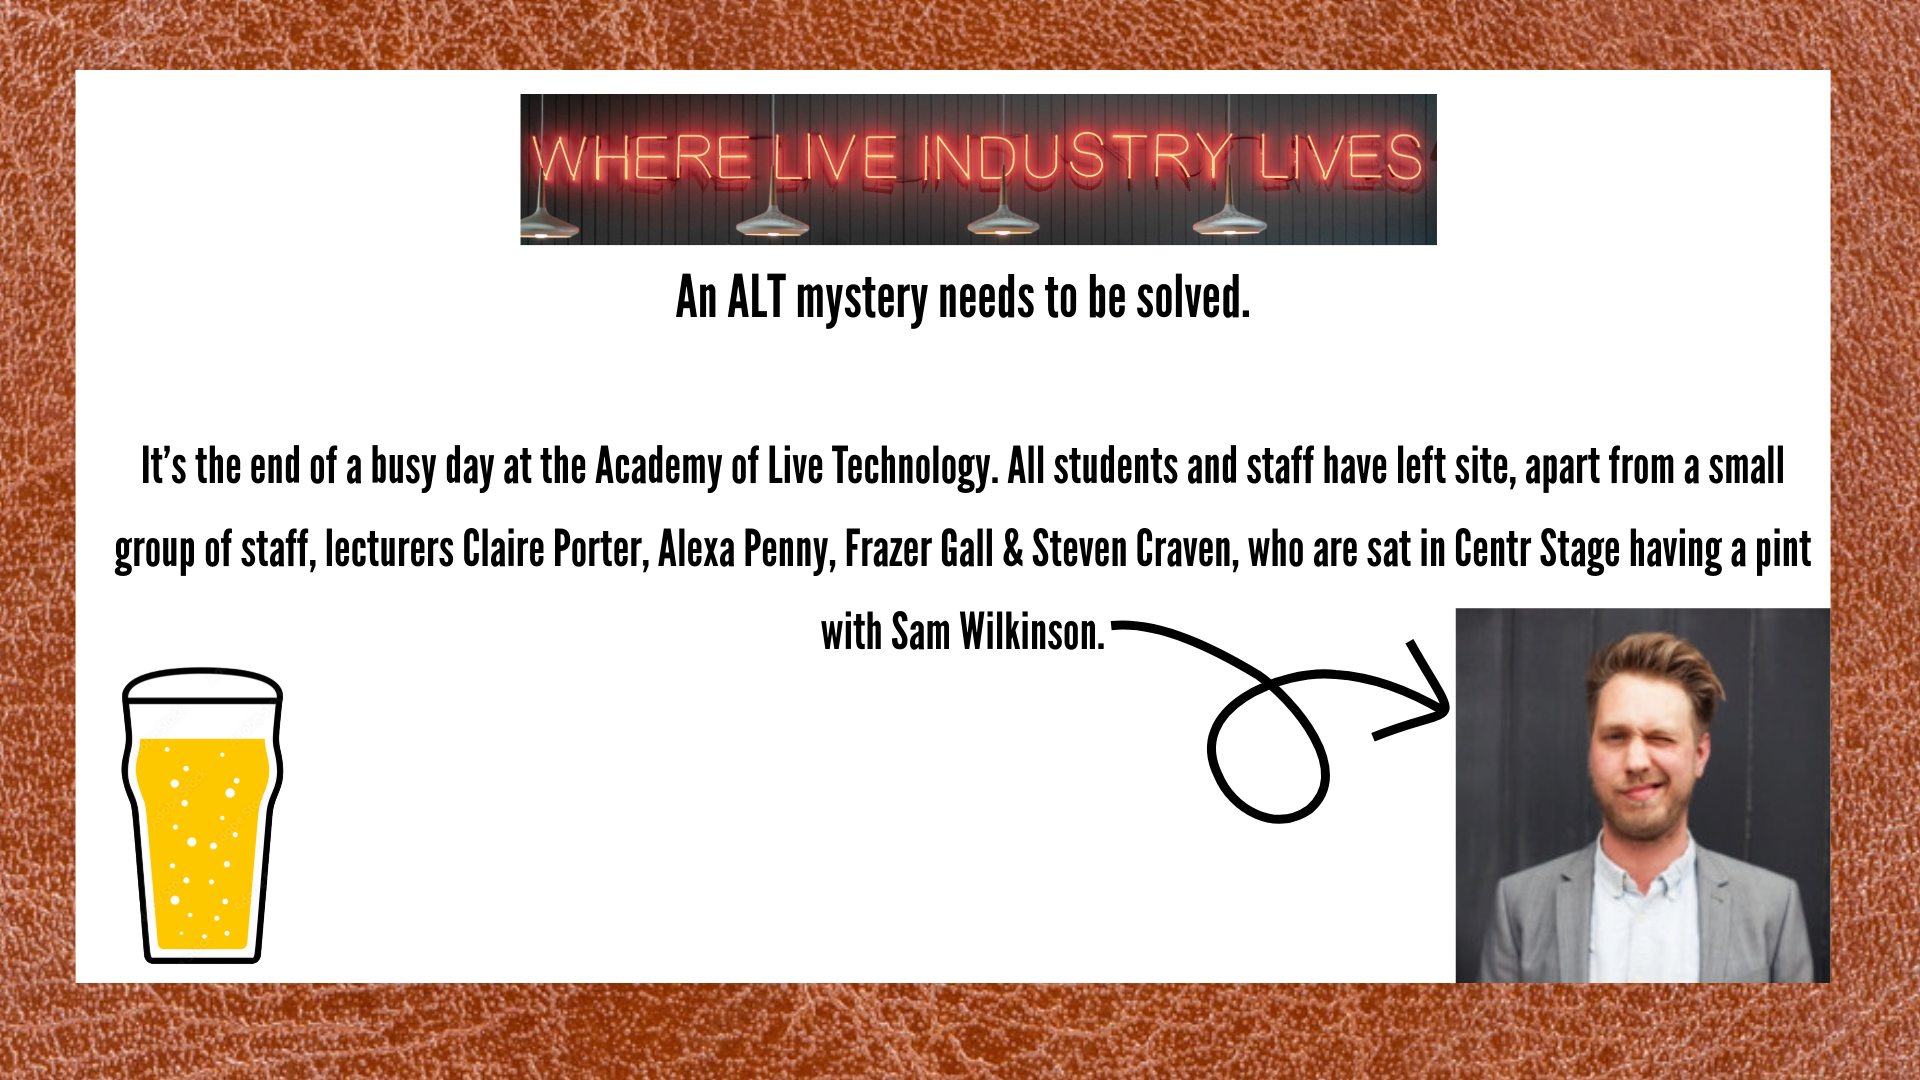 WHERE LIVE INDUSTRY LIVES
An ALT mystery needs to be solved.
It's the end of a busy day at the Academy of Live Technology. All students and staff have left site, apart from a small
group of staff, lecturers Claire Porter, Alexa Penny, Frazer Gall & Steven Craven, who are sat in Centr Stage having a pint
with Sam Wilkinson.